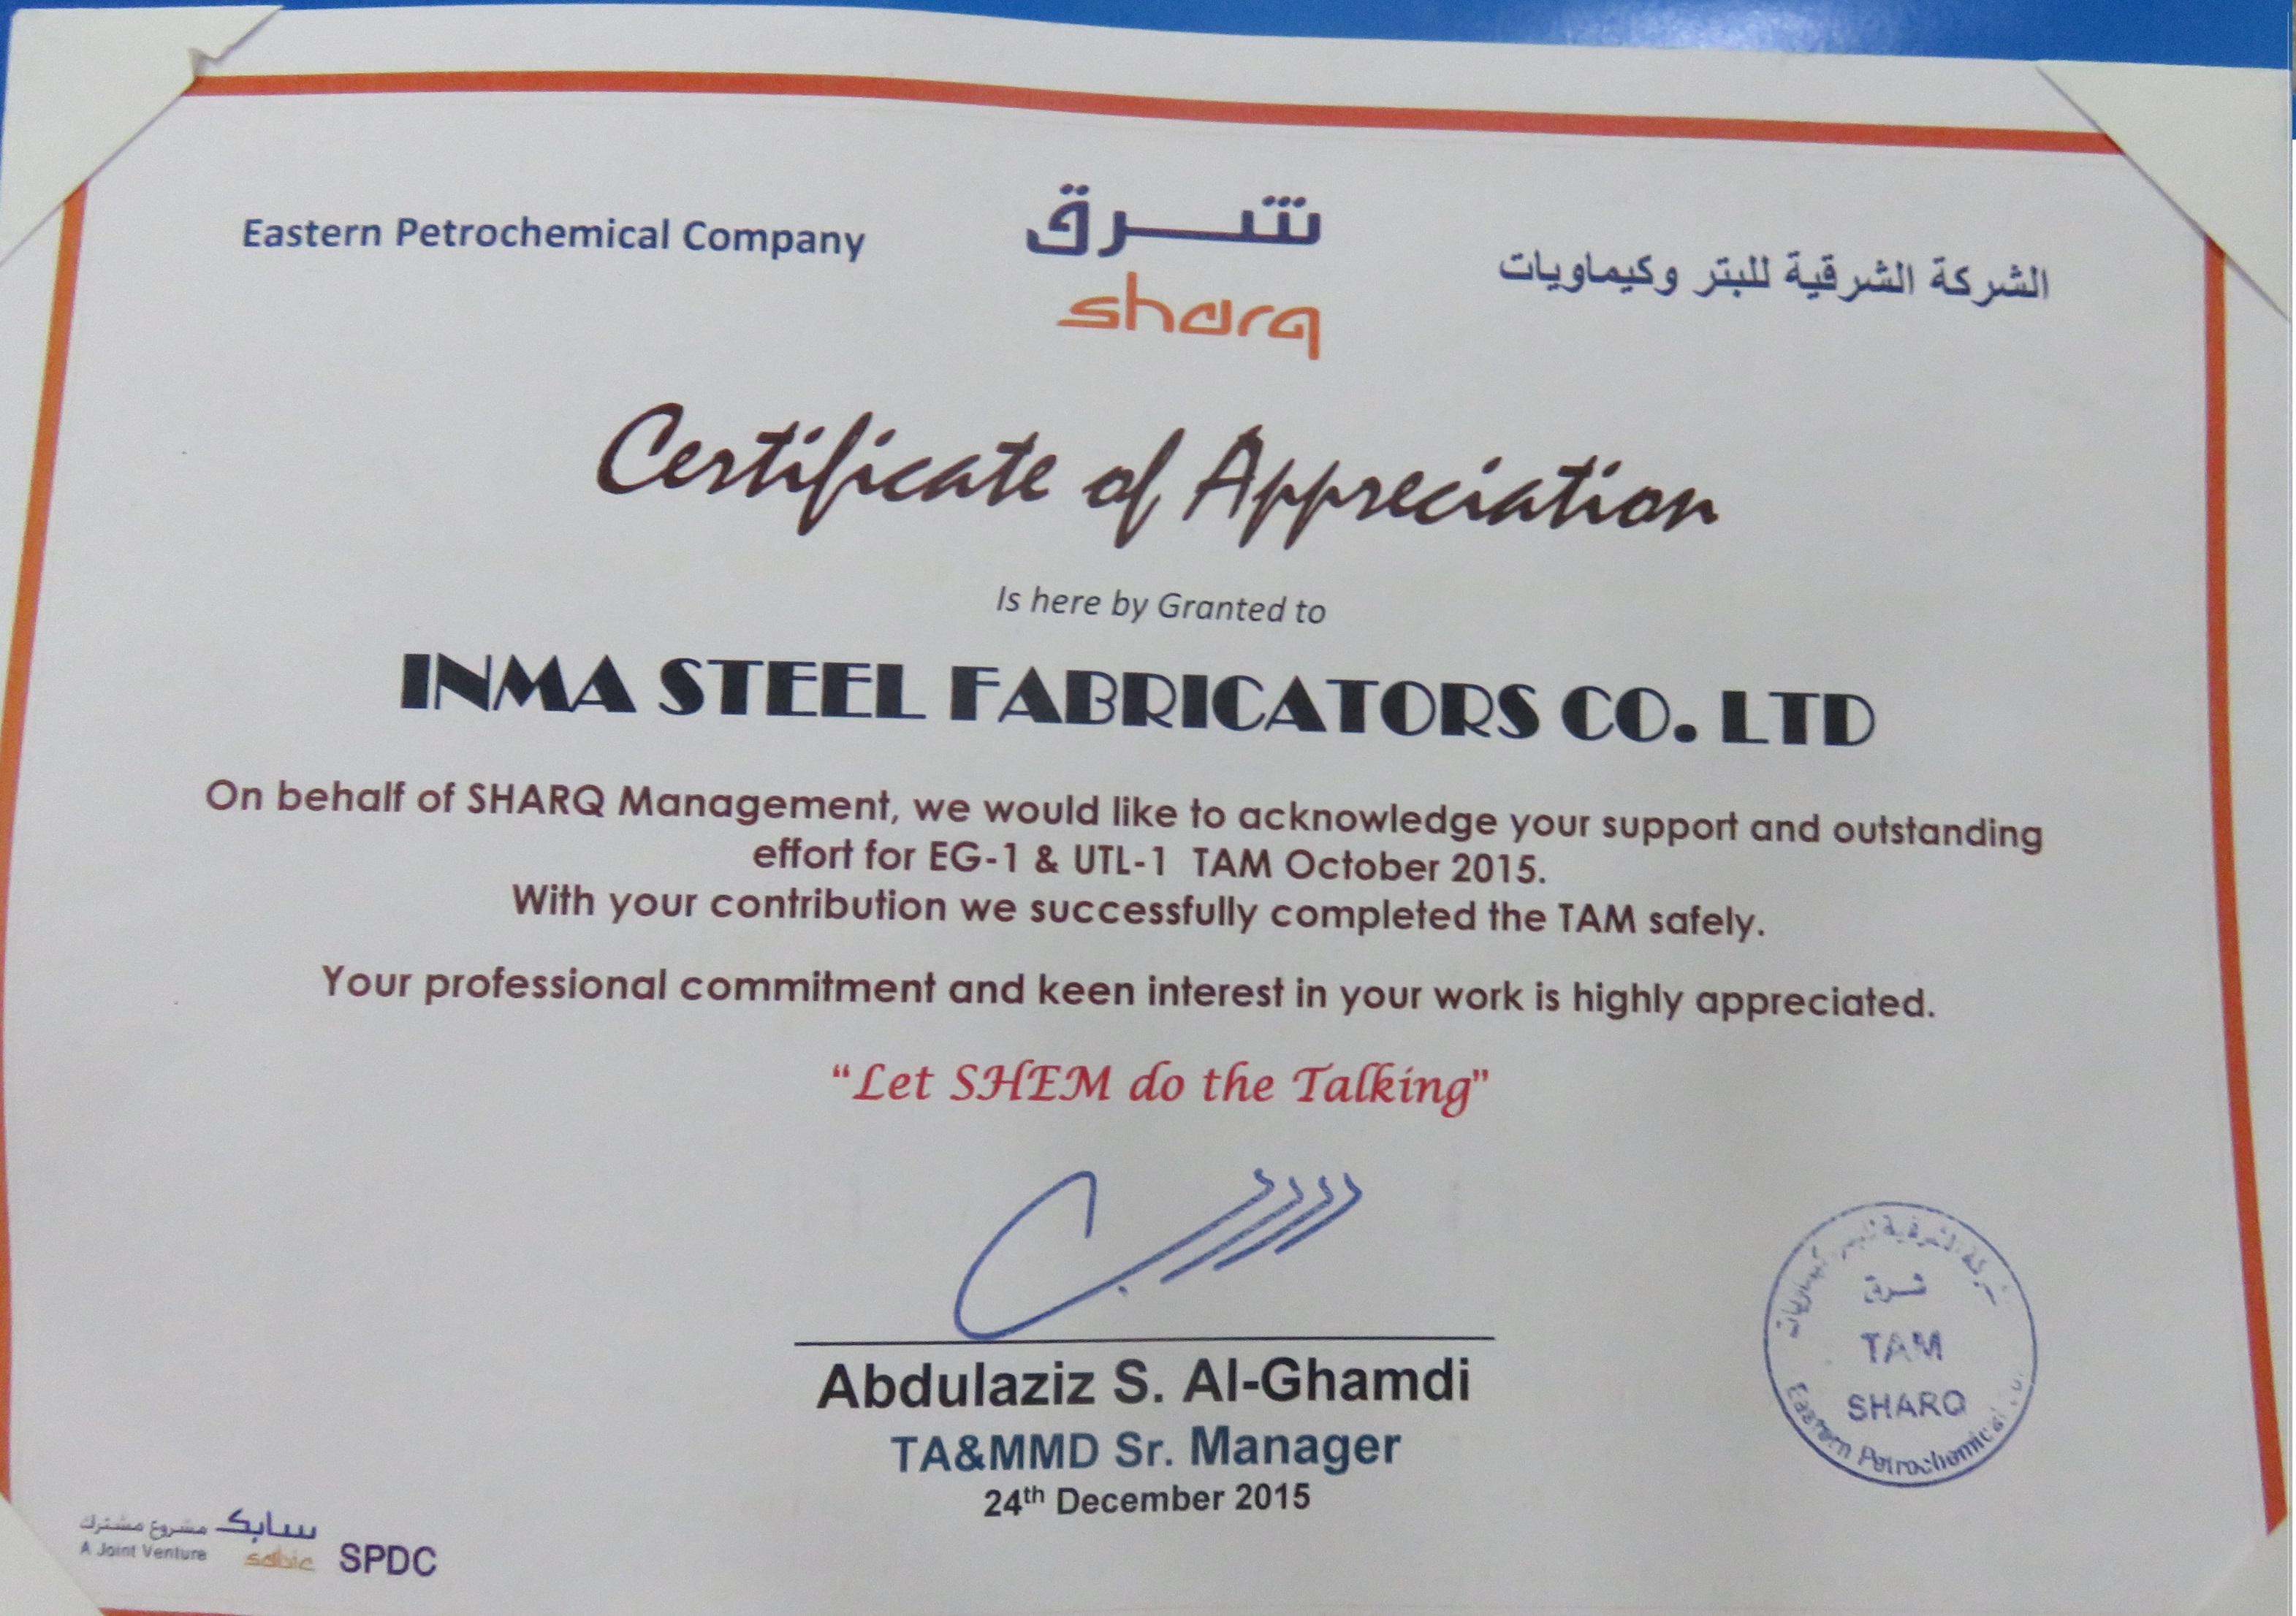 Eastern Petrochemical Company
شرق
sharq
الشركة الشرقية للبتر وكيماويات
Certificate of Appreciation
Is here by Granted to
INMA STEEL FABRICATORS CO. LTD
On behalf of SHARQ Management, we would like to acknowledge your support and outstanding
effort for EG-1 & UTL-1 TAM October 2015.
With your contribution we successfully completed the TAM safely.
Your professional commitment and keen interest in your work is highly appreciated.
“Let SHEM do the Talking”
Abdulaziz S. Al-Ghamdi
TA&MMD Sr. Manager
24th December 2015
شرق
TAM
SHARQ
Eastern Petrochemical
سابك مشروع مشترك
A Joint Venture sabic SPDC